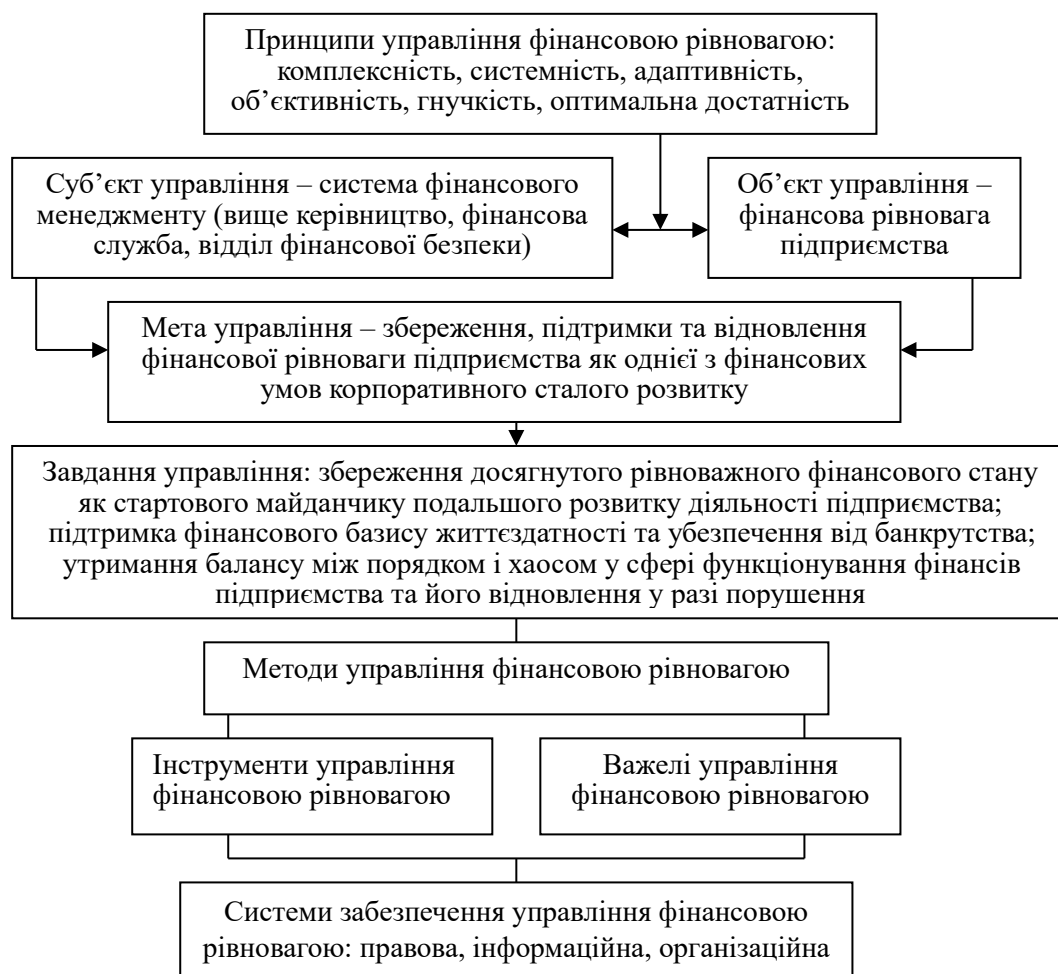 Принципи управління фінансовою рівновагою:
комплексність, системність, адаптивність,
об’єктивність, гнучкість, оптимальна достатність
Суб’єкт управління – система фінансового
менеджменту (вище керівництво, фінансова
служба, відділ фінансової безпеки)
Об’єкт управління –
фінансова рівновага
підприємства
Мета управління – збереження, підтримки та відновлення
фінансової рівноваги підприємства як однієї з фінансових
умов корпоративного сталого розвитку
Завдання управління: збереження досягнутого рівноважного фінансового стану
як стартового майданчику подальшого розвитку діяльності підприємства;
підтримка фінансового базису життєздатності та убезпечення від банкрутства;
утримання балансу між порядком і хаосом у сфері функціонування фінансів
підприємства та його відновлення у разі порушення
Методи управління фінансовою рівновагою
Інструменти управління
фінансовою рівновагою
Важелі управління
фінансовою рівновагою
Системи забезпечення управління фінансовою
рівновагою: правова, інформаційна, організаційна